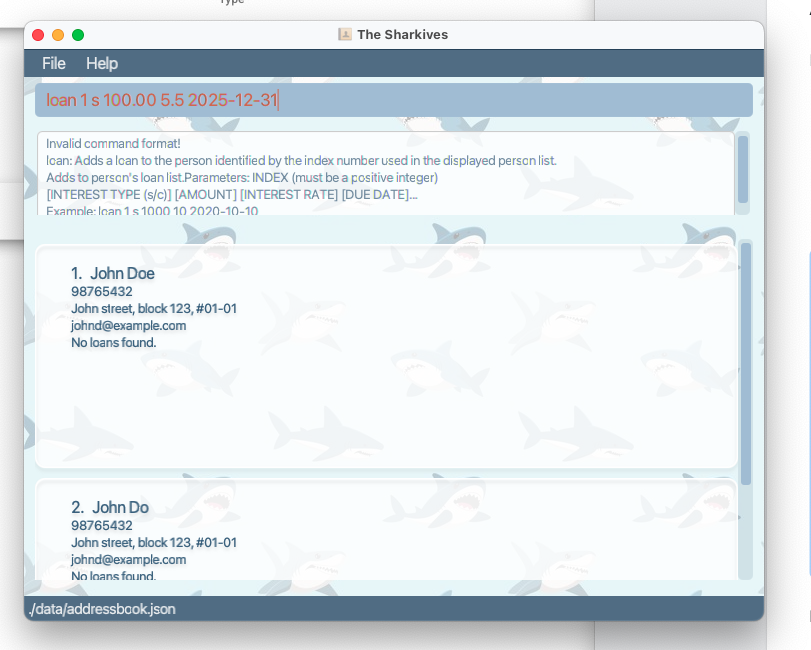 Type
The Sharkives
File Help
loan 1 s 100.00 5.5 2025-12-31
Invalid command format!
loan: Adds a loan to the person identified by the index number used in the displayed person list.
Adds to person's loan list.Parameters: INDEX (must be a positive integer)
[INTEREST TYPE (s/c)] [AMOUNT] [INTEREST RATE] [DUE DATE]...
Example: loan 1 s 1000 10 2020-10-10
1. John Doe
98765432
John street, block 123, #01-01
johnd@example.com
No loans found.
2. John Do
98765432
John street, block 123, #01-01
johnd@example.com
No loans found.
./data/addressbook.json